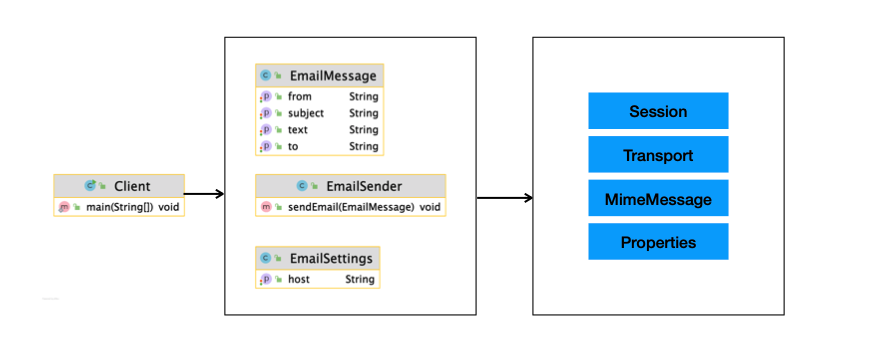 Client
main(String[]) void
EmailMessage
from String
subject String
text String
to String
EmailSender
sendEmail(EmailMessage) void
EmailSettings
host String
Session
Transport
MimeMessage
Properties